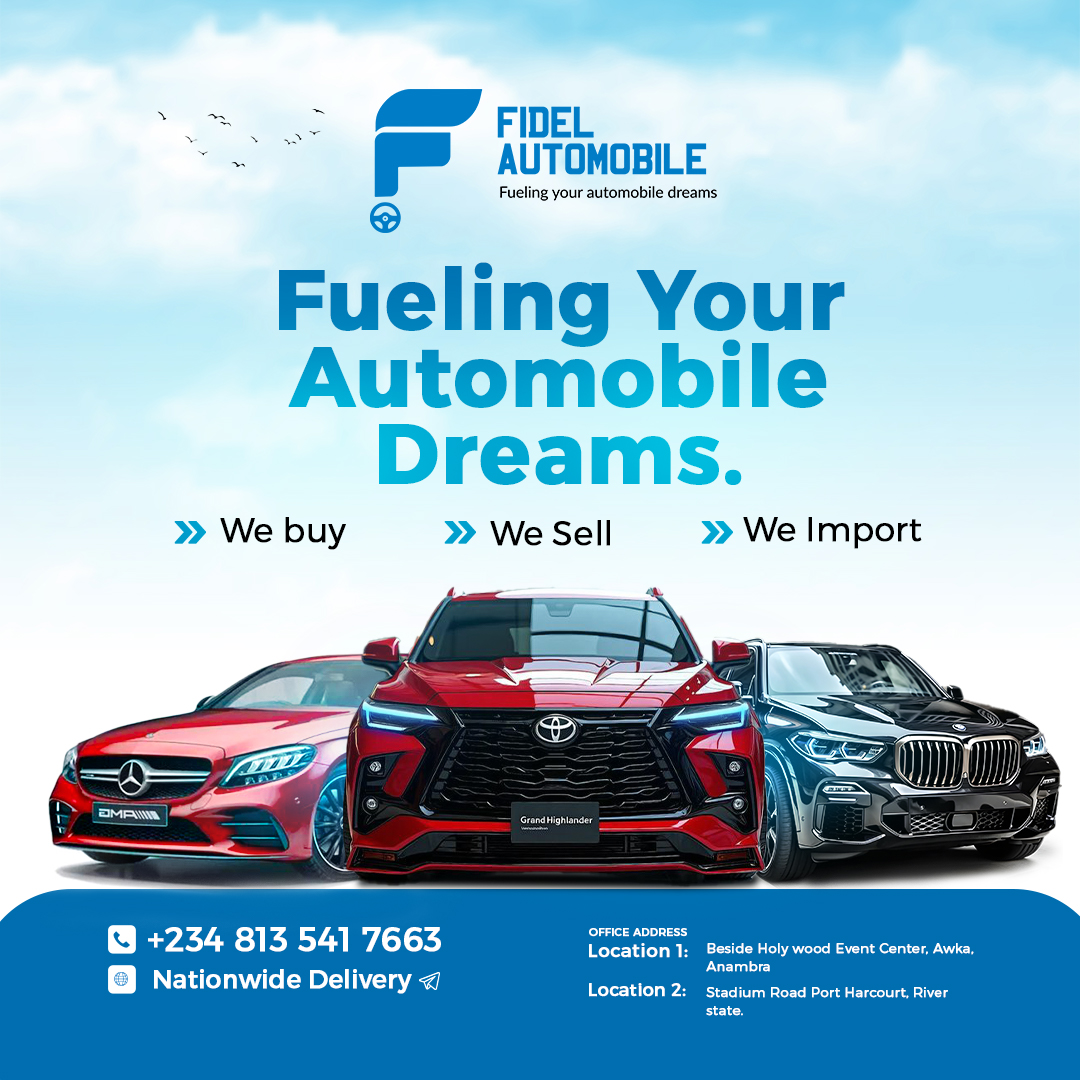 FIDEL
AUTOMOBILE
Fueling your automobile dreams
Fueling Your
Automobile
Dreams.
We buy
We Sell
We Import
Grand Highlander
+234 813 541 7663
Nationwide Delivery
OFFICE ADDRESS
Location 1: Beside Holy wood Event Center, Awka,
Anambra
Location 2: Stadium Road Port Harcourt, River
state.